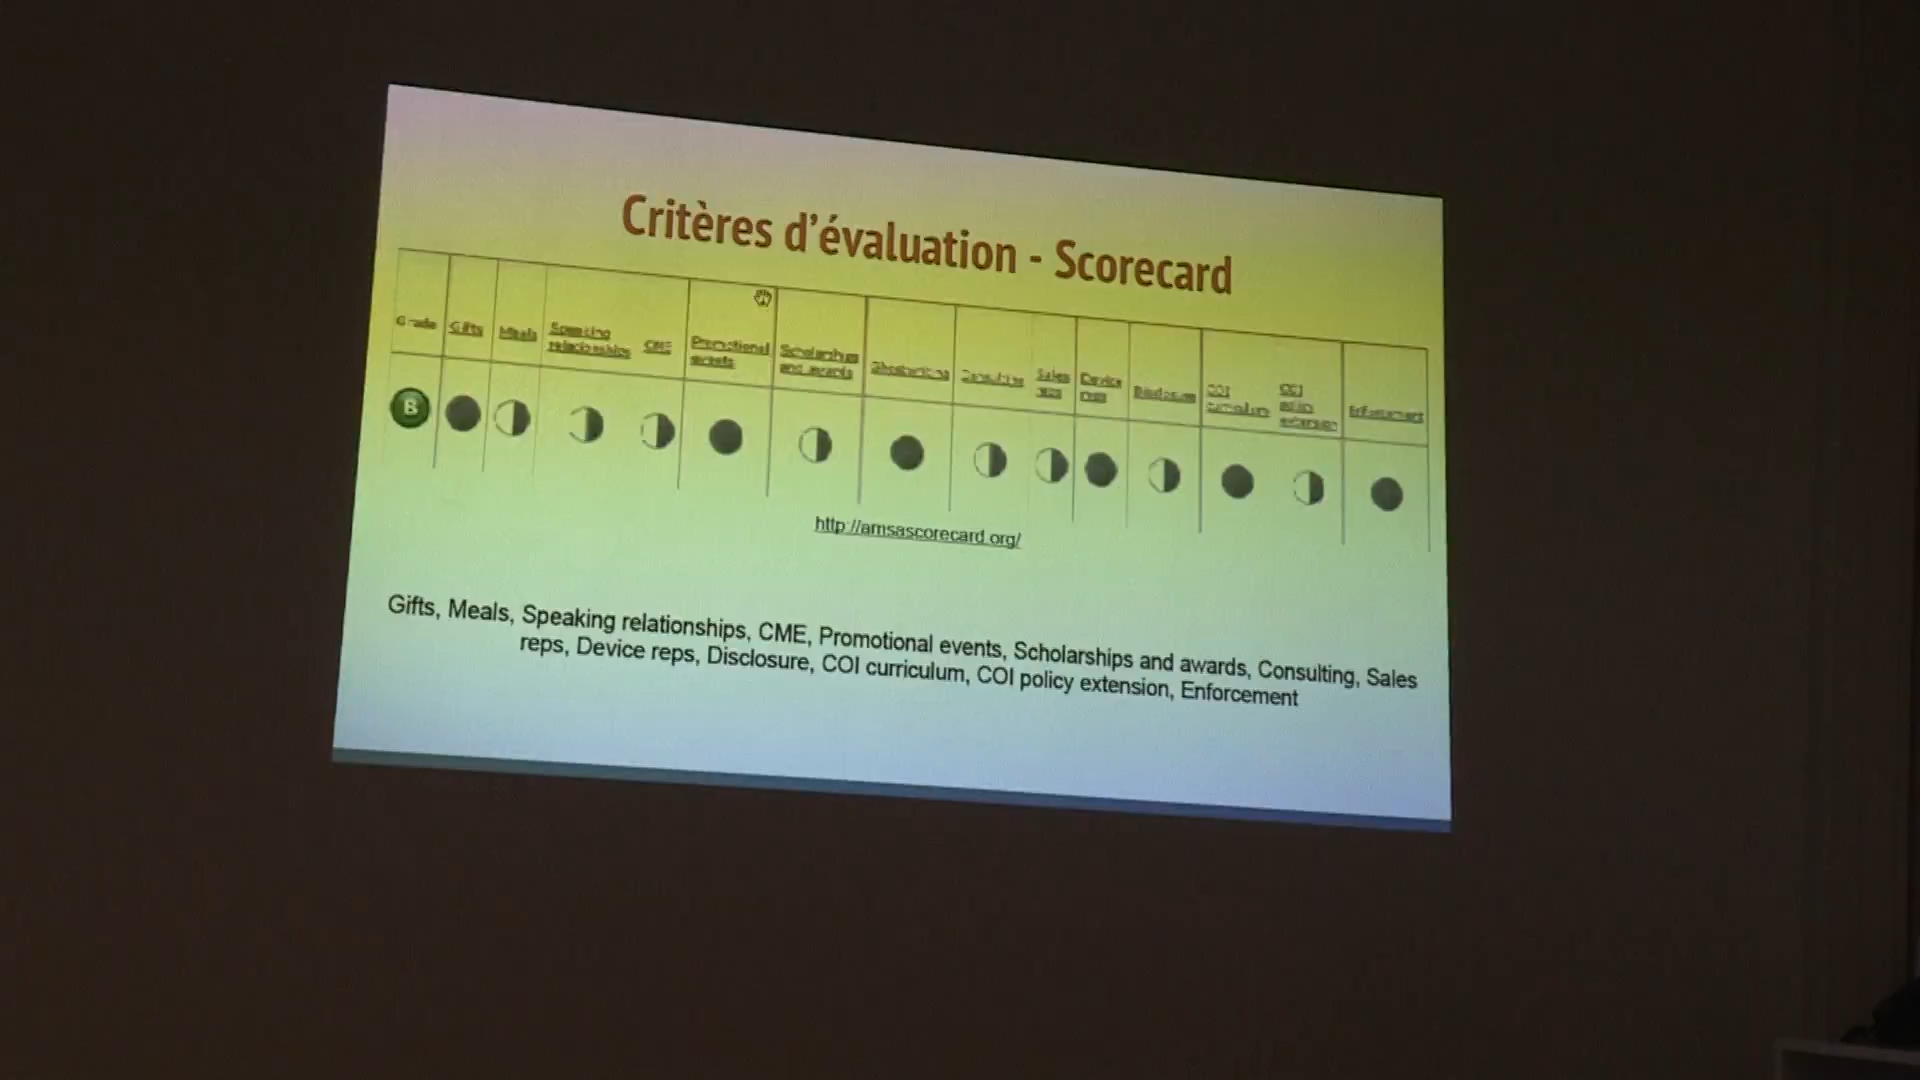 Critères d'évaluation - Scorecard
Grade Gifts Meals Speaking relationships CME Promotional events Scholarships and awards Ghostwriting Consulting Sales reps Device reps Disclosure COI curriculum COI policy extension Enforcement
B
http://amsascorecard.org/
Gifts, Meals, Speaking relationships, CME, Promotional events, Scholarships and awards, Consulting, Sales
reps, Device reps, Disclosure, COI curriculum, COI policy extension, Enforcement